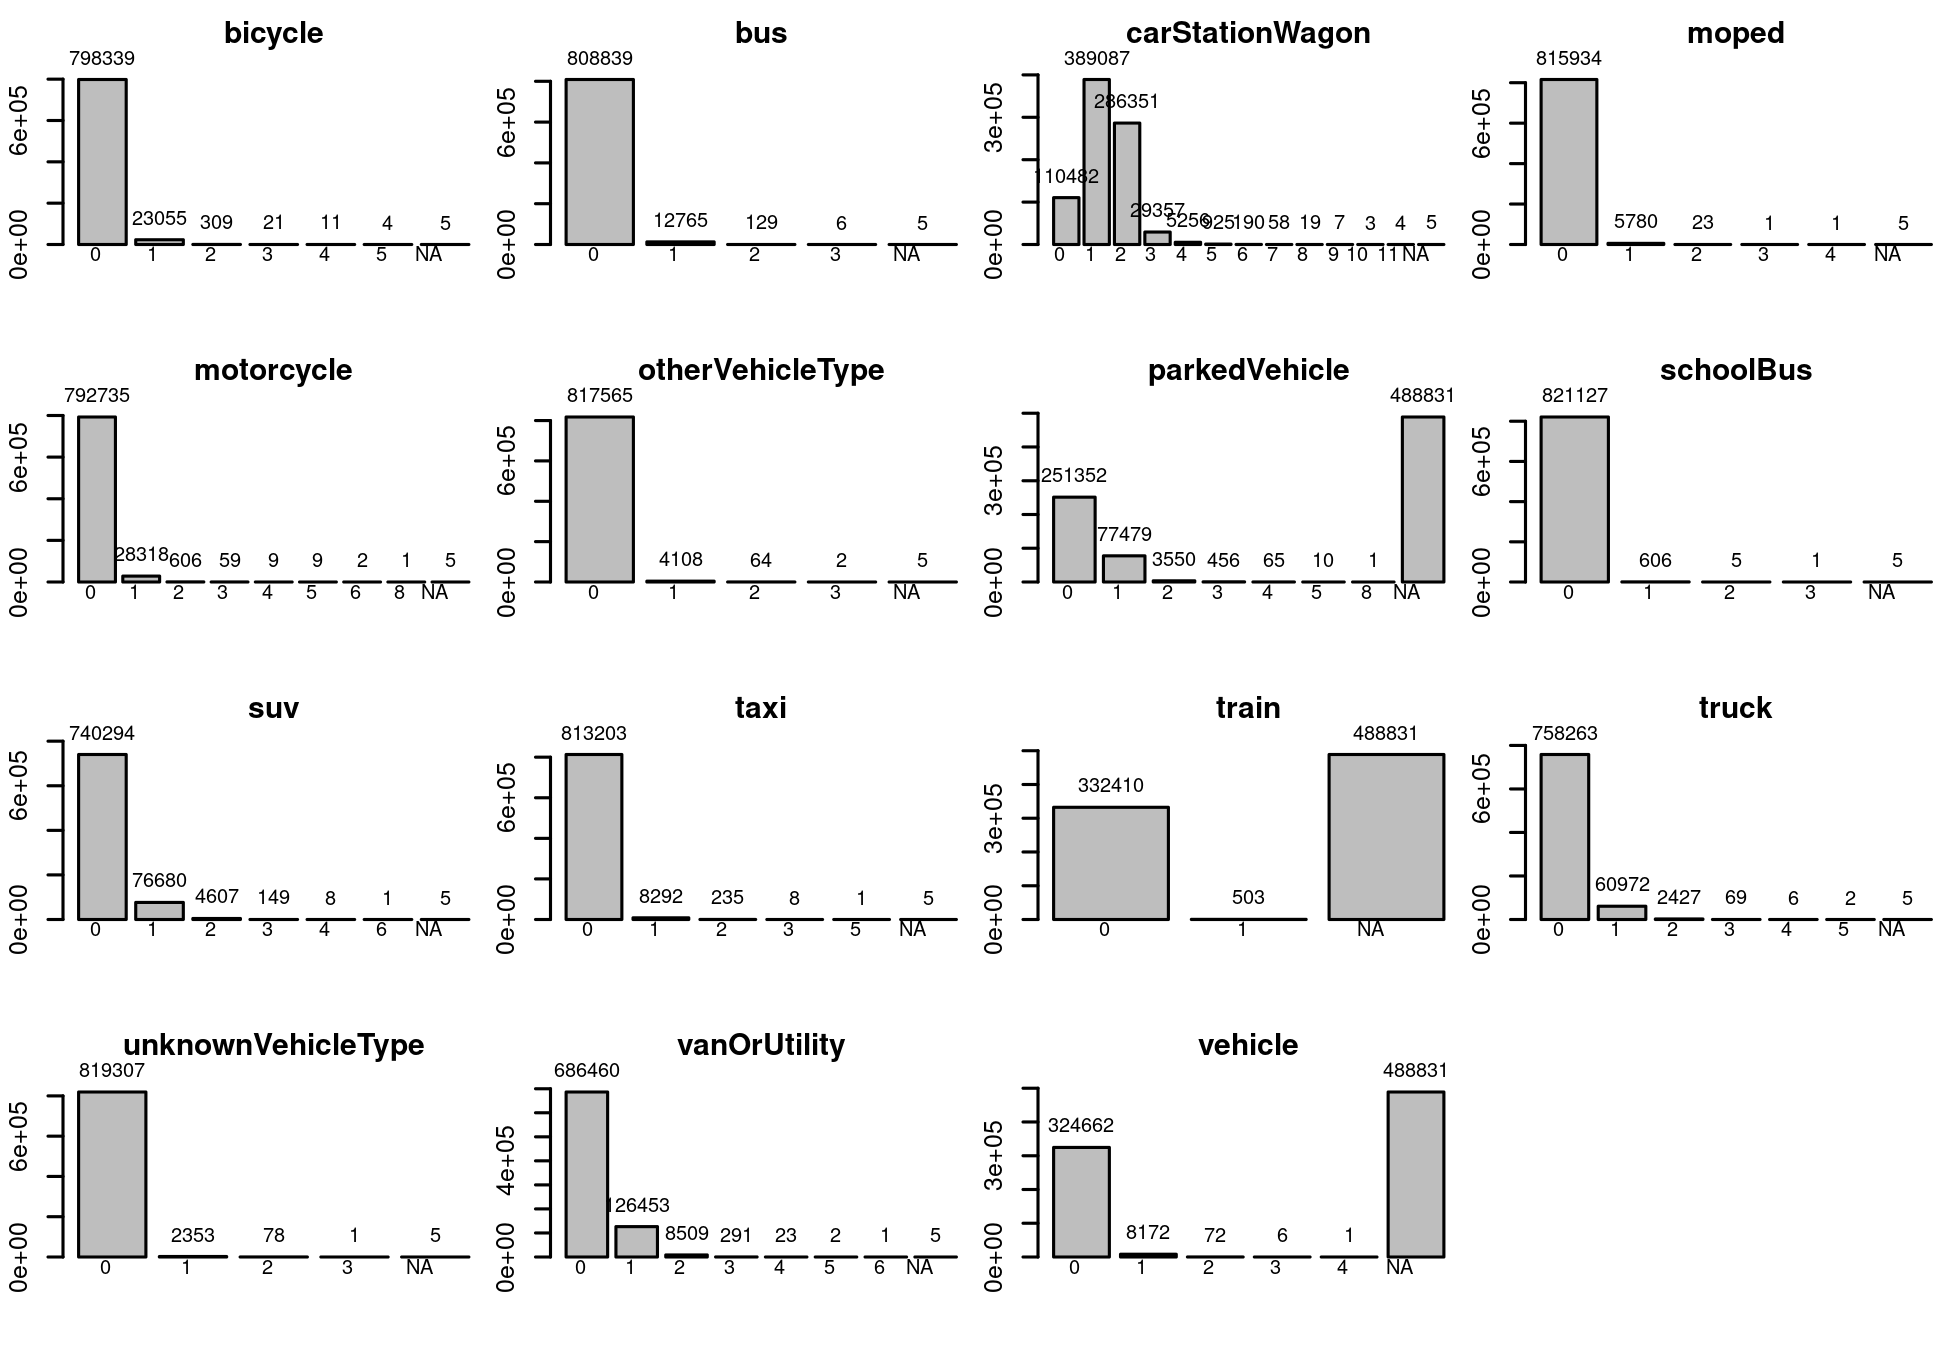 bicycle
798339 23055 309 21 11 4 5
0e+00 6e+05
0 1 2 3 4 5 NA
bus
808839 12765 129 6 5
0e+00 6e+05
0 1 2 3 NA
carStationWagon
110482 389087 286351 29357 5256 925 190 58 19 7 3 4 5
0e+00 3e+05
0 1 2 3 4 5 6 7 8 9 10 11 NA
moped
815934 5780 23 1 1 5
0e+00 6e+05
0 1 2 3 4 NA
motorcycle
792735 28318 606 59 9 9 2 1 5
0e+00 6e+05
0 1 2 3 4 5 6 8 NA
otherVehicleType
817565 4108 64 2 5
0e+00 6e+05
0 1 2 3 NA
parkedVehicle
251352 77479 3550 456 65 10 1 488831
0e+00 3e+05
0 1 2 3 4 5 8 NA
schoolBus
821127 606 5 1 5
0e+00 6e+05
0 1 2 3 NA
suv
740294 76680 4607 149 8 1 5
0e+00 6e+05
0 1 2 3 4 6 NA
taxi
813203 8292 235 8 1 5
0e+00 6e+05
0 1 2 3 5 NA
train
332410 503 488831
0e+00 3e+05
0 1 NA
truck
758263 60972 2427 69 6 2 5
0e+00 6e+05
0 1 2 3 4 5 NA
unknownVehicleType
819307 2353 78 1 5
0e+00 6e+05
0 1 2 3 NA
vanOrUtility
686460 126453 8509 291 23 2 1 5
0e+00 4e+05
0 1 2 3 4 5 6 NA
vehicle
324662 8172 72 6 1 488831
0e+00 3e+05
0 1 2 3 4 NA